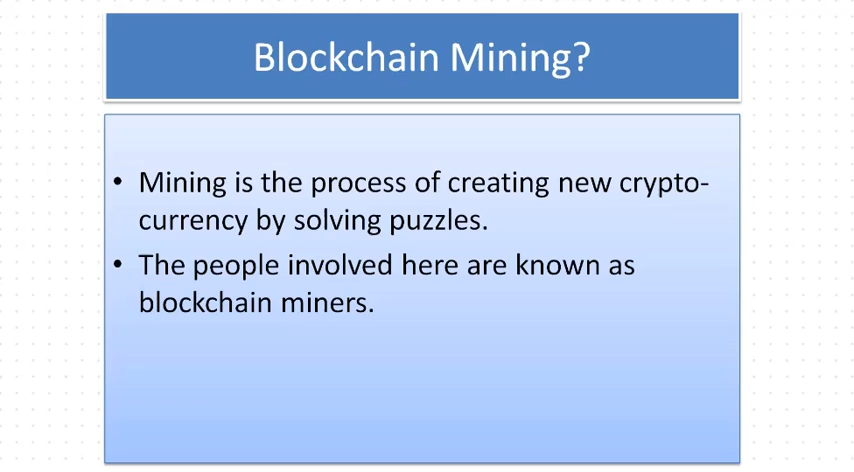 Blockchain Mining?
• Mining is the process of creating new crypto-
currency by solving puzzles.
• The people involved here are known as
blockchain miners.